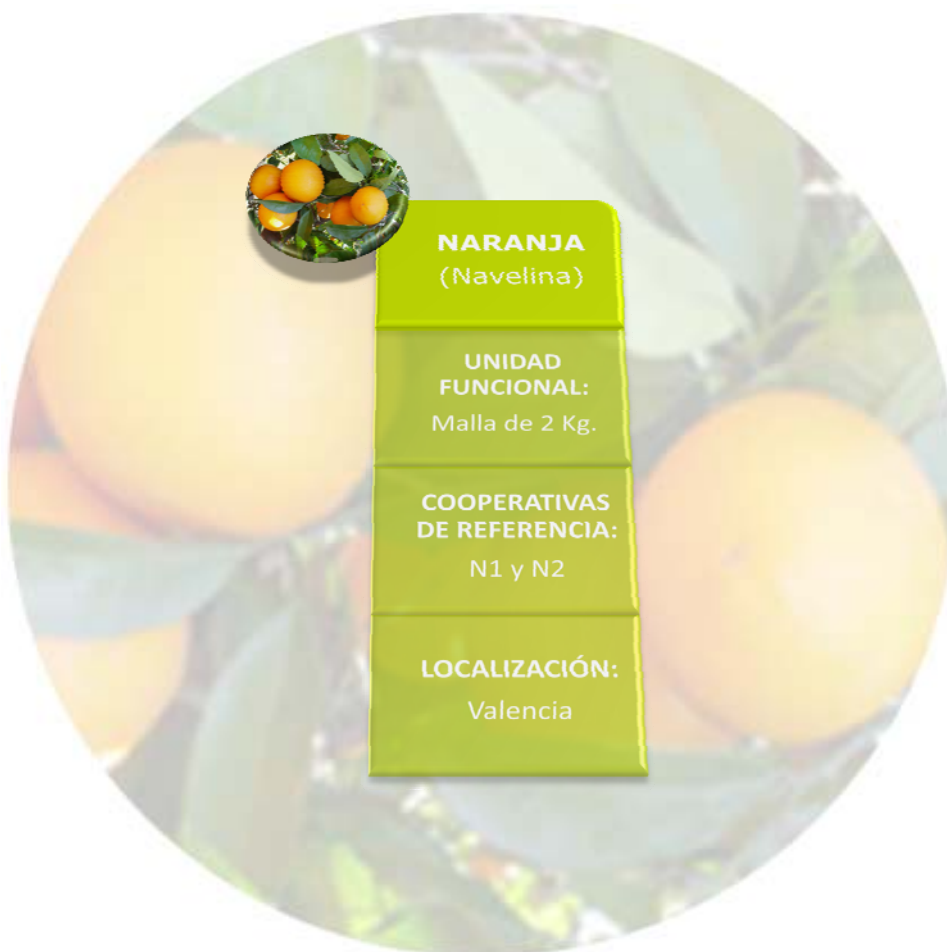 NARANJA
(Navelina)
UNIDAD
FUNCIONAL:
Malla de 2 Kg.
COOPERATIVAS
DE REFERENCIA:
N1 y N2
LOCALIZACIÓN:
Valencia